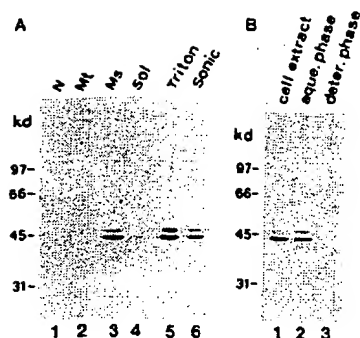 A
B
N Mt Ms Sol Triton Sonic
cell extract aque. phase deter. phase
kd
kd
97-
97-
66-
66-
45-
45-
31-
31-
1 2 3 4 5 6
1 2 3